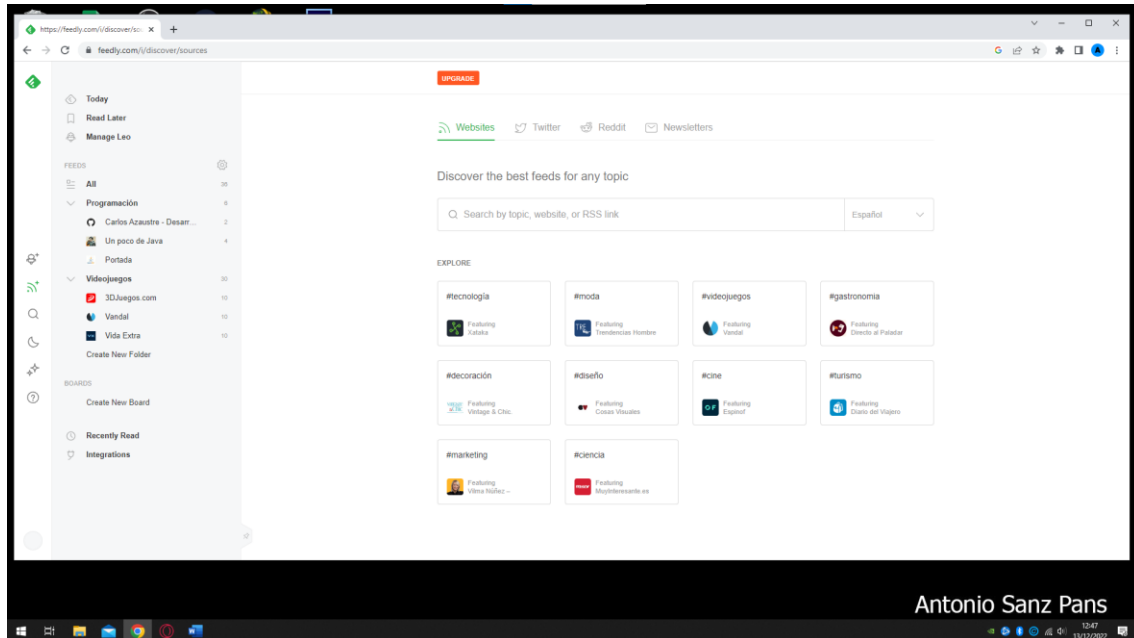 https://feedly.com/i/discover/so
feedly.com/i/discover/sources
UPGRADE
Today
Read Later
Manage Leo
FEEDS
All
Programación 6
Carlos Azaustre - Desarr... 2
Un poco de Java 4
Portada
Videojuegos 30
3DJuegos.com 10
Vandal 10
Vida Extra 10
Create New Folder
BOARDS
Create New Board
Recently Read
Integrations
Websites Twitter Reddit Newsletters
Discover the best feeds for any topic
Search by topic, website, or RSS link Español
EXPLORE
#tecnología
Featuring
Xataka
#moda
Featuring
Trendencias Hombre
#videojuegos
Featuring
Vandal
#gastronomia
Featuring
Directo al Paladar
#decoración
Featuring
Vintage & Chic
#diseño
Featuring
Cosas Visuales
#cine
Featuring
Espinof
#turismo
Featuring
Diario del Viajero
#marketing
Featuring
Vilma Núñez –
#ciencia
Featuring
MuyInteresante.es
Antonio Sanz Pans
12:47
13/12/2022